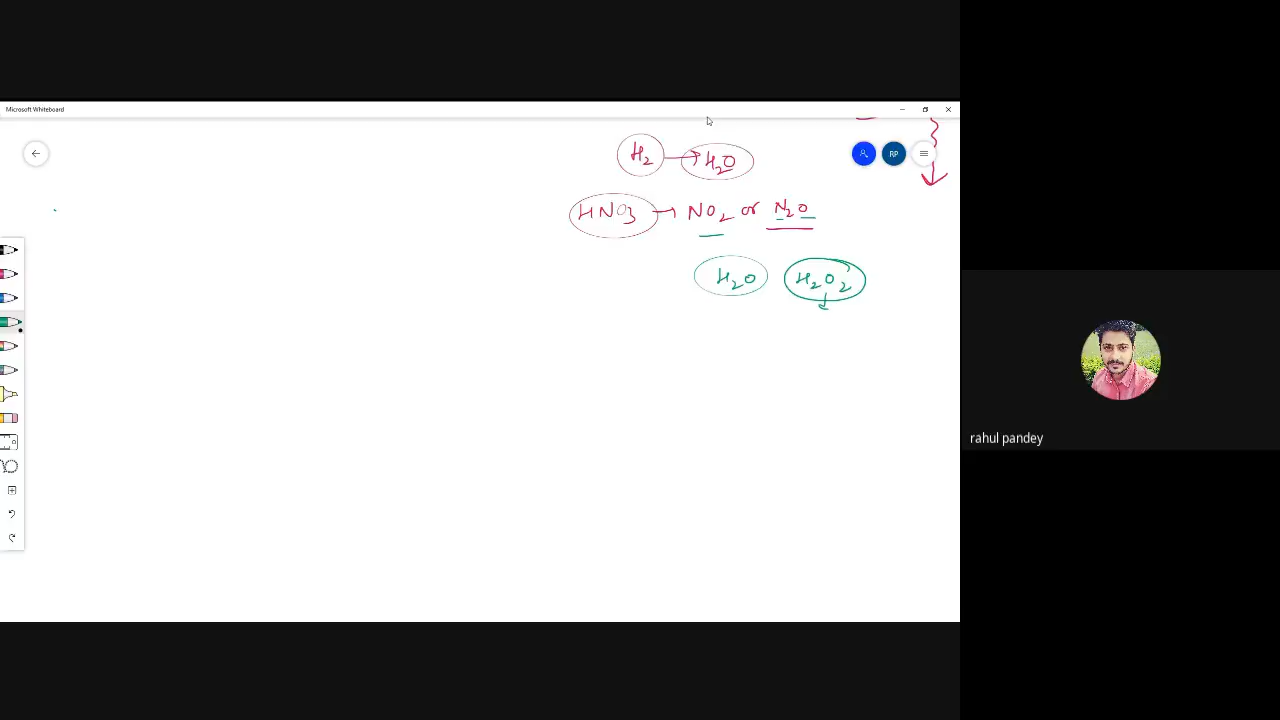 Microsoft Whiteboard
H2 → H2O
RP
HNO3 → NO2 or N2O
H2O H2O2
rahul pandey